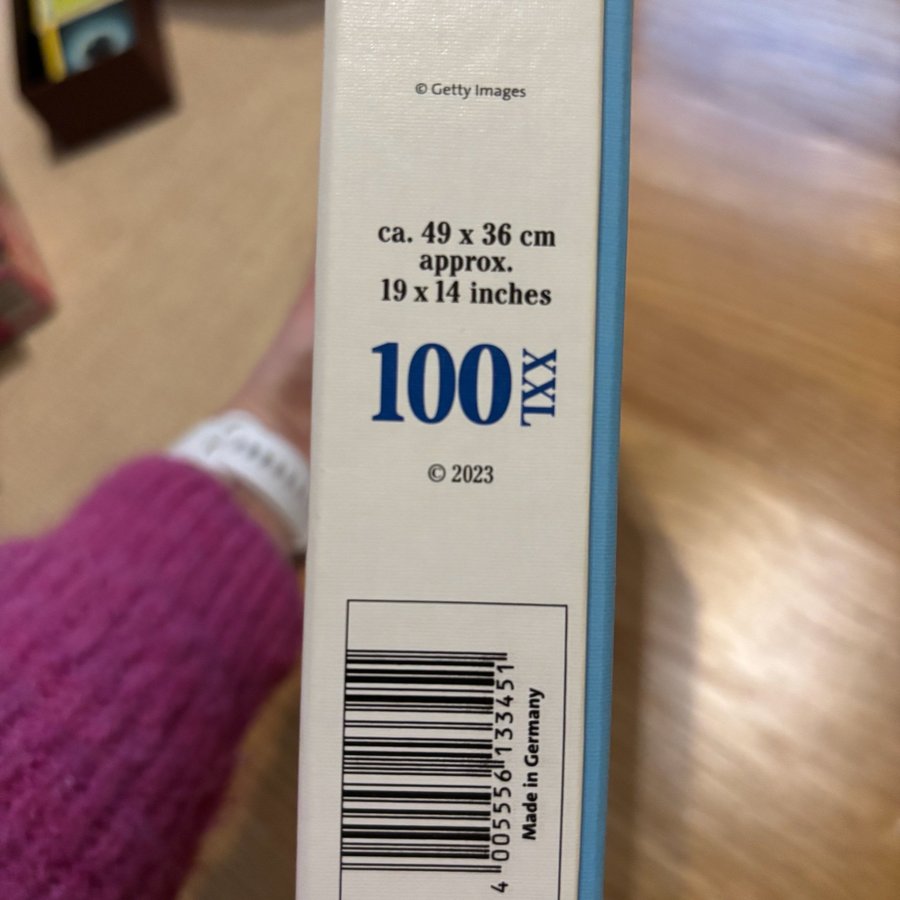 © Getty Images
ca. 49 x 36 cm
approx.
19 x 14 inches
100 XXL
© 2023
4 005556 133451
Made in Germany